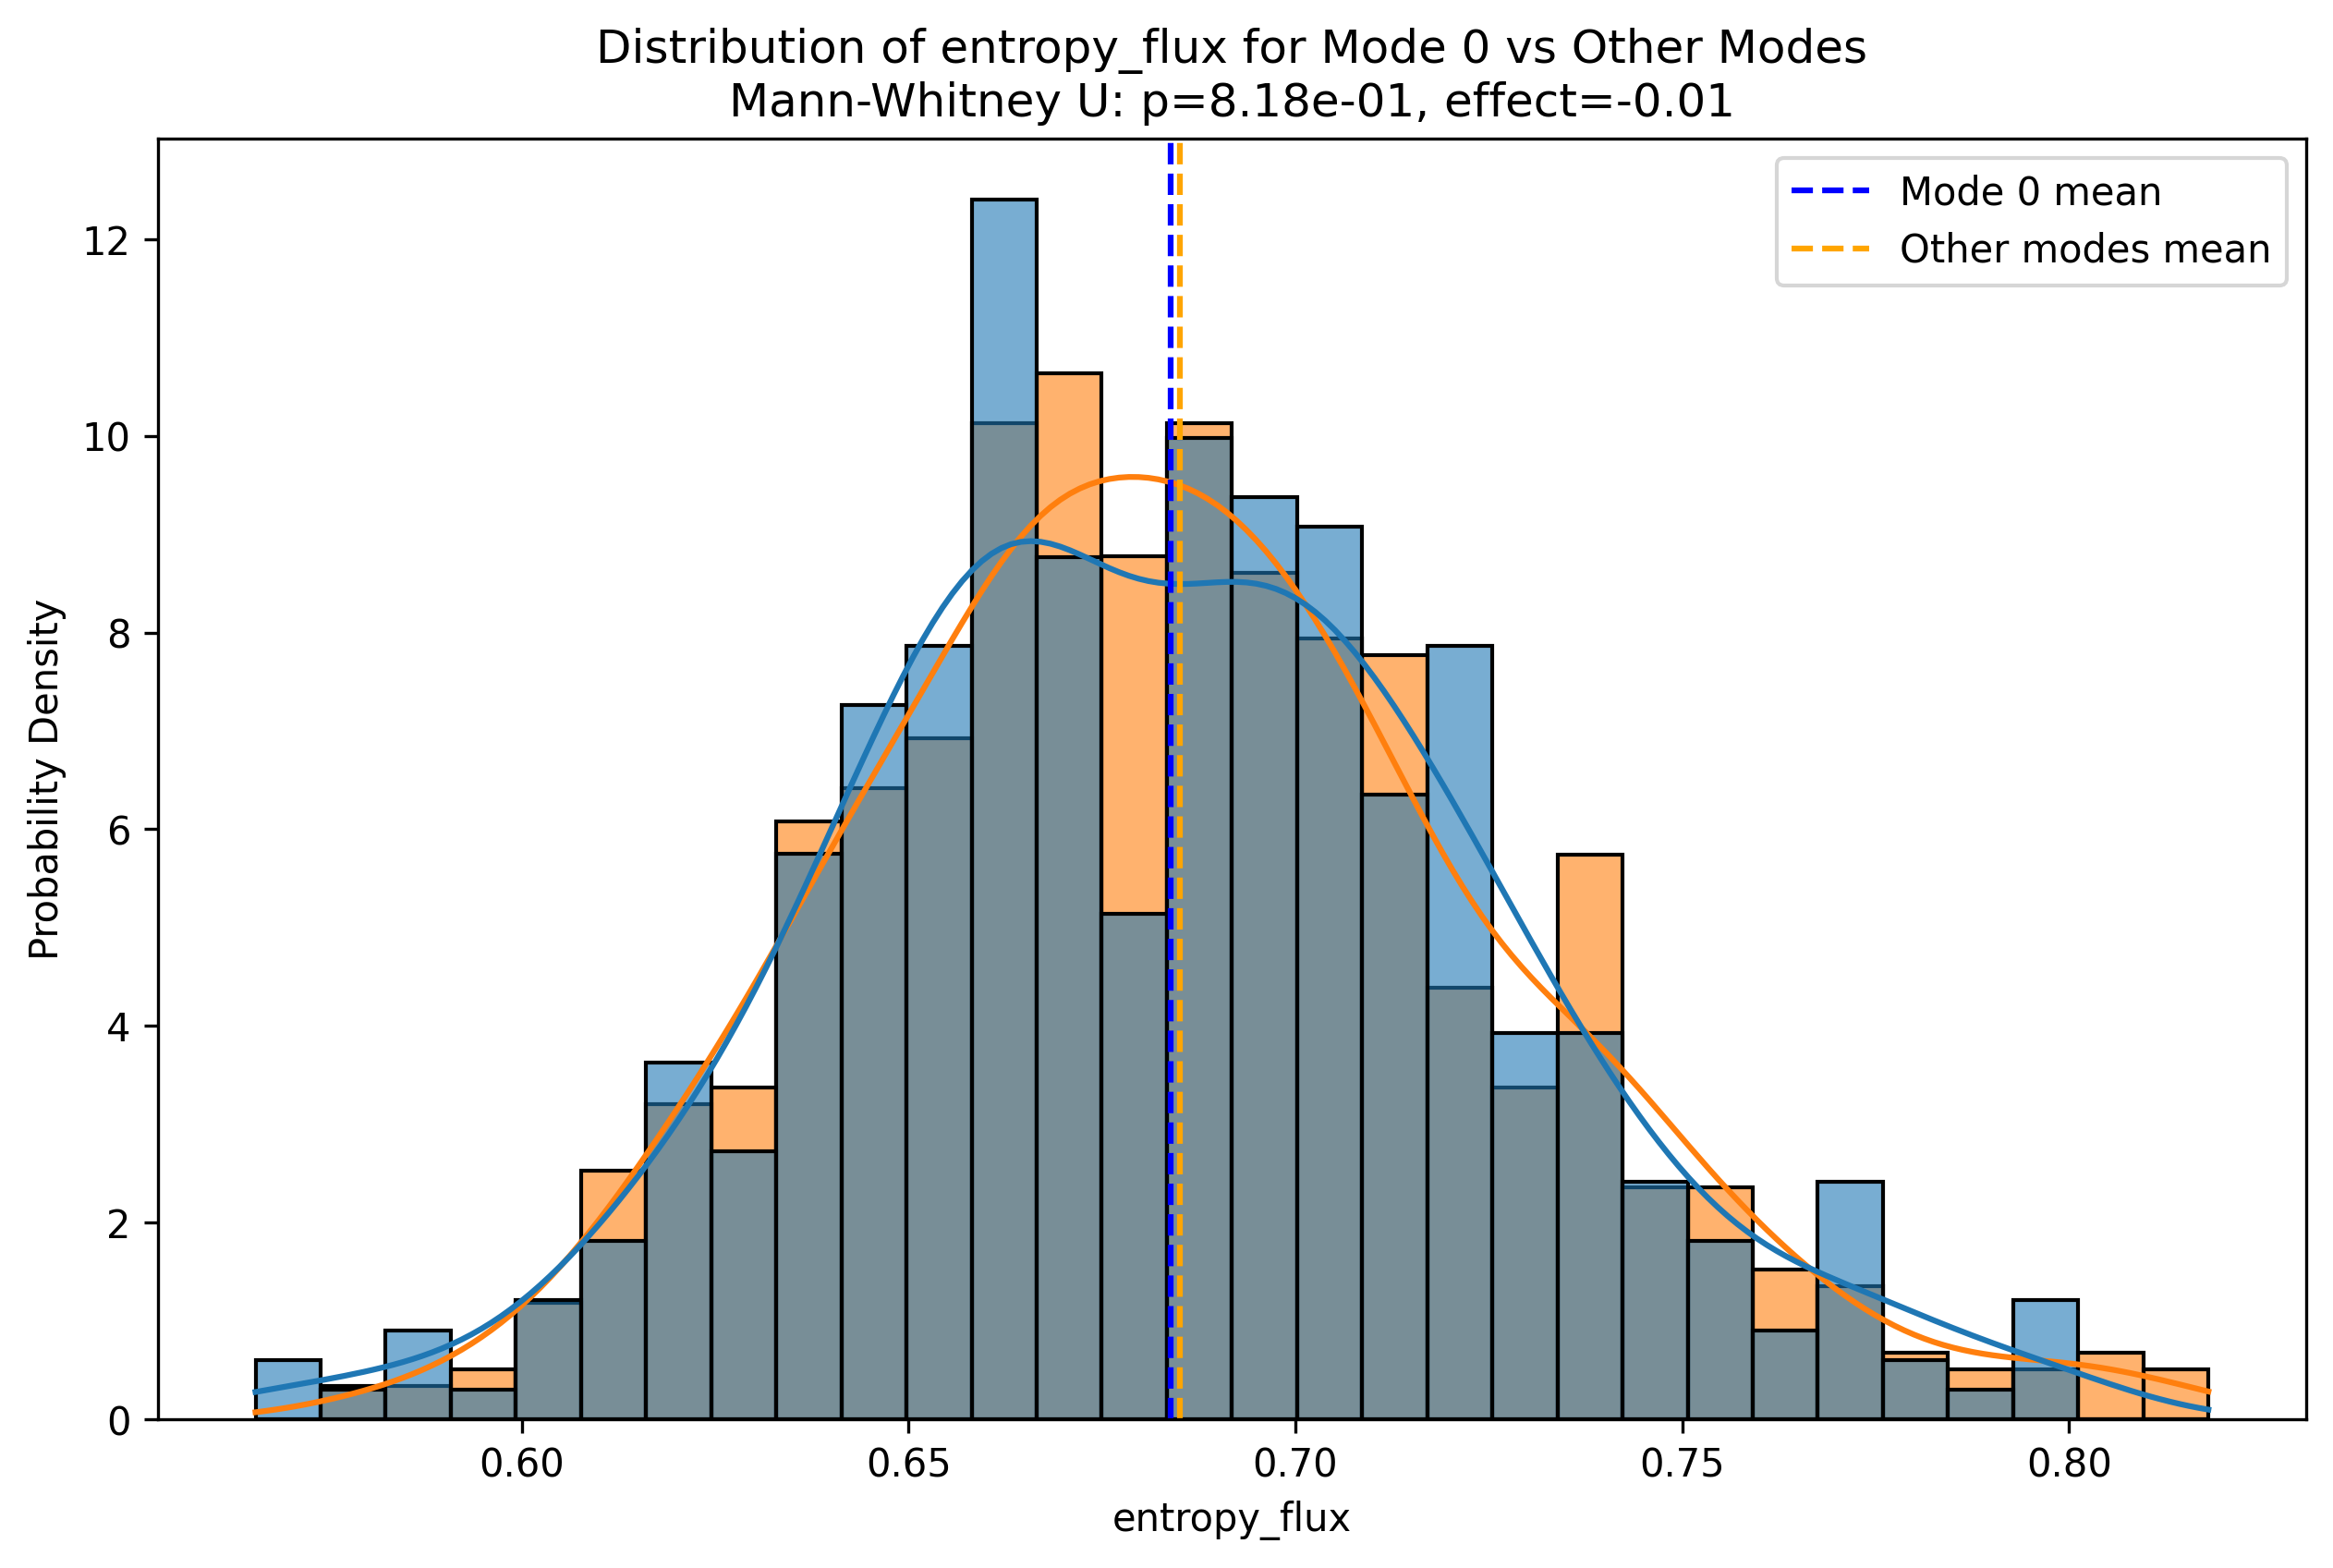 Distribution of entropy_flux for Mode 0 vs Other Modes
Mann-Whitney U: p=8.18e-01, effect=-0.01
Mode 0 mean
Other modes mean
Probability Density
12
10
8
6
4
2
0
0.60
0.65
0.70
0.75
0.80
entropy_flux